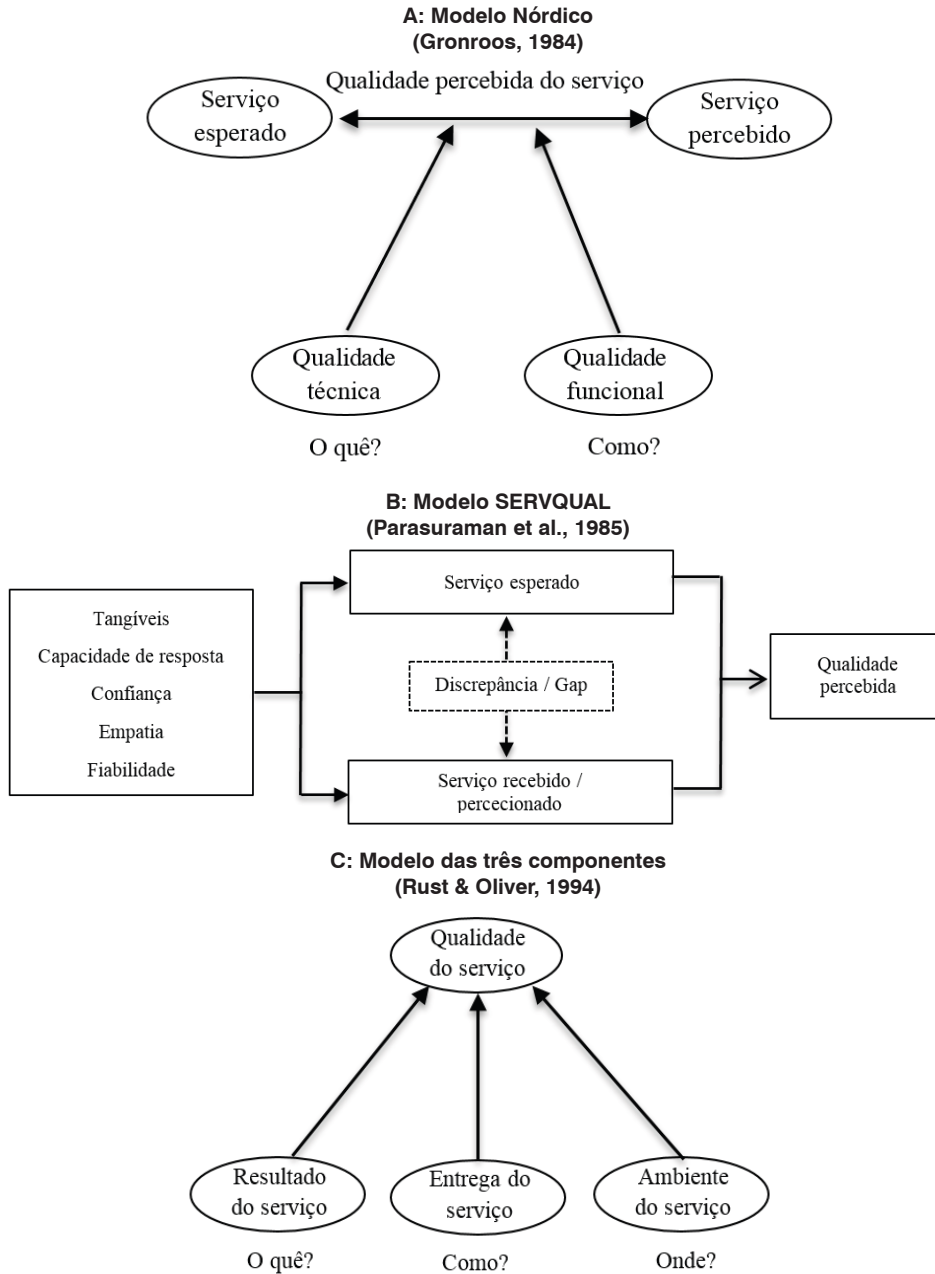 A: Modelo Nórdico
(Gronroos, 1984)
Qualidade percebida do serviço
Serviço
esperado
Serviço
percebido
Qualidade
técnica
Qualidade
funcional
O quê?
Como?
B: Modelo SERVQUAL
(Parasuraman et al., 1985)
Tangíveis
Capacidade de resposta
Confiança
Empatia
Fiabilidade
Serviço esperado
Discrepância / Gap
Serviço recebido /
percecionado
Qualidade
percebida
C: Modelo das três componentes
(Rust & Oliver, 1994)
Qualidade
do serviço
Resultado
do serviço
Entrega do
serviço
Ambiente
do serviço
O quê?
Como?
Onde?